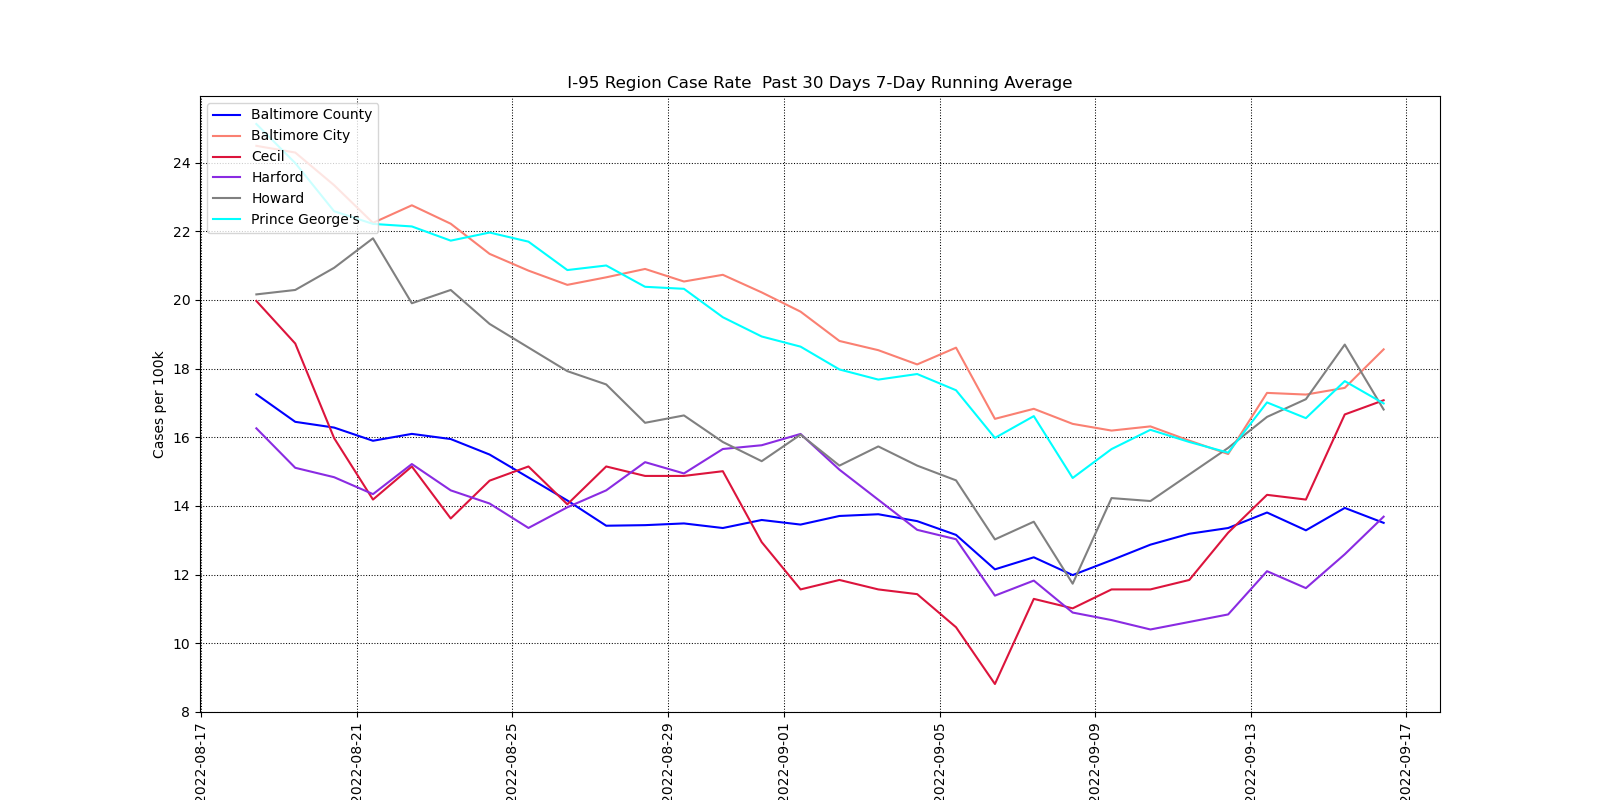 I-95 Region Case Rate  Past 30 Days 7-Day Running Average
Baltimore County
Baltimore City
Cecil
Harford
Howard
Prince George's
Cases per 100k
24
22
20
18
16
14
12
10
8
2022-08-17
2022-08-21
2022-08-25
2022-08-29
2022-09-01
2022-09-05
2022-09-09
2022-09-13
2022-09-17